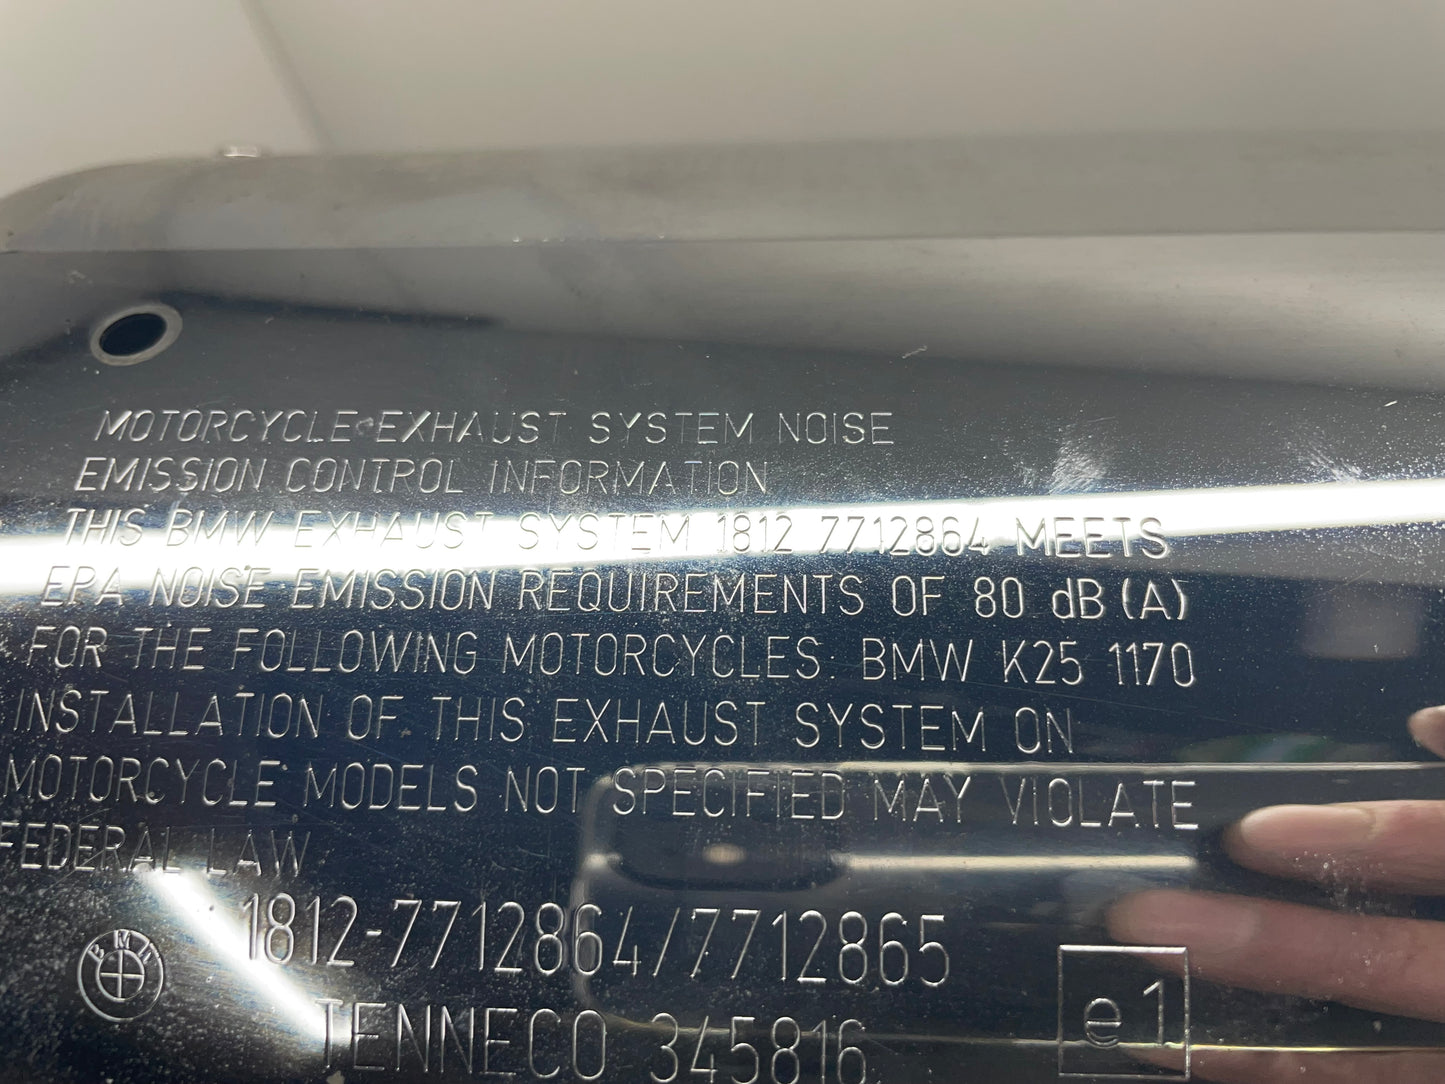 MOTORCYCLE EXHAUST SYSTEM NOISE
EMISSION CONTROL INFORMATION
THIS BMW EXHAUST SYSTEM 1812 7712864 MEETS
EPA NOISE EMISSION REQUIREMENTS OF 80 dB (A)
FOR THE FOLLOWING MOTORCYCLES: BMW K25 1170
INSTALLATION OF THIS EXHAUST SYSTEM ON
MOTORCYCLE MODELS NOT SPECIFIED MAY VIOLATE
FEDERAL LAW
1812-7712864/7712865
BMW
TENNECO 345816
e1